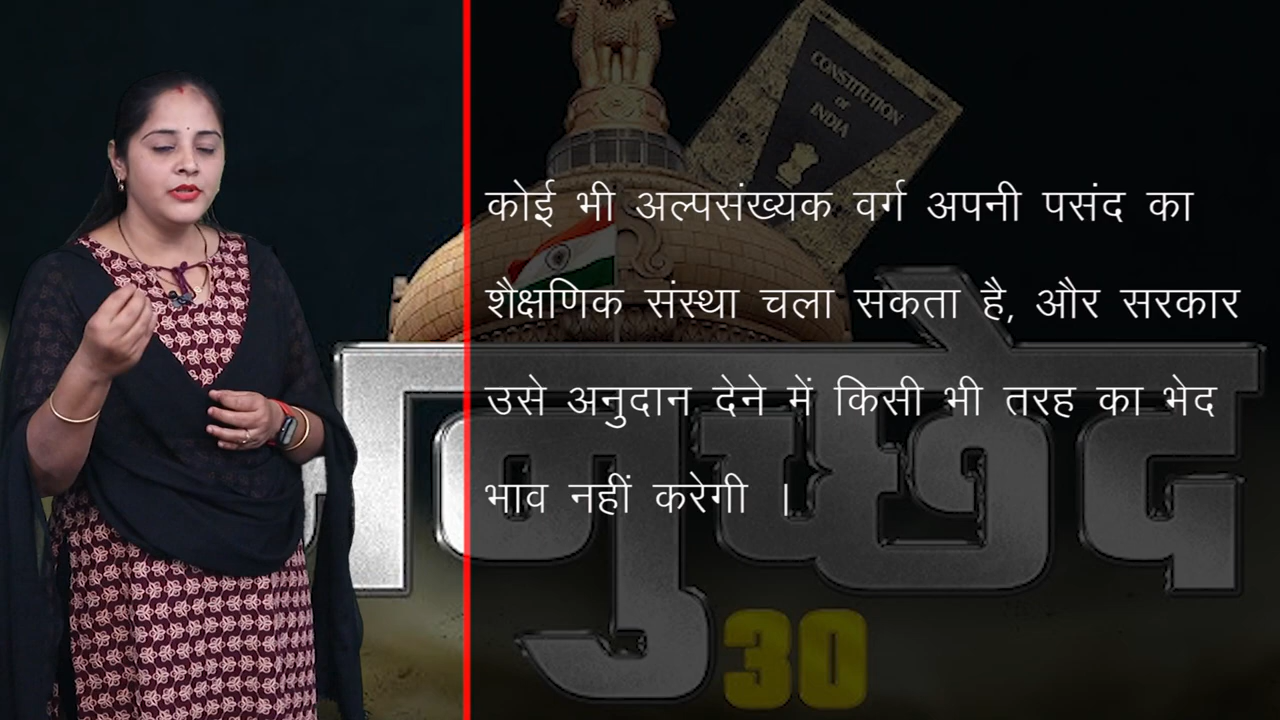 CONSTITUTION
OF
INDIA
कोई भी अल्पसंख्यक वर्ग अपनी पसंद का
शैक्षणिक संस्था चला सकता है, और सरकार
उसे अनुदान देने में किसी भी तरह का भेद
भाव नहीं करेगी ।
नुच्छेद
30